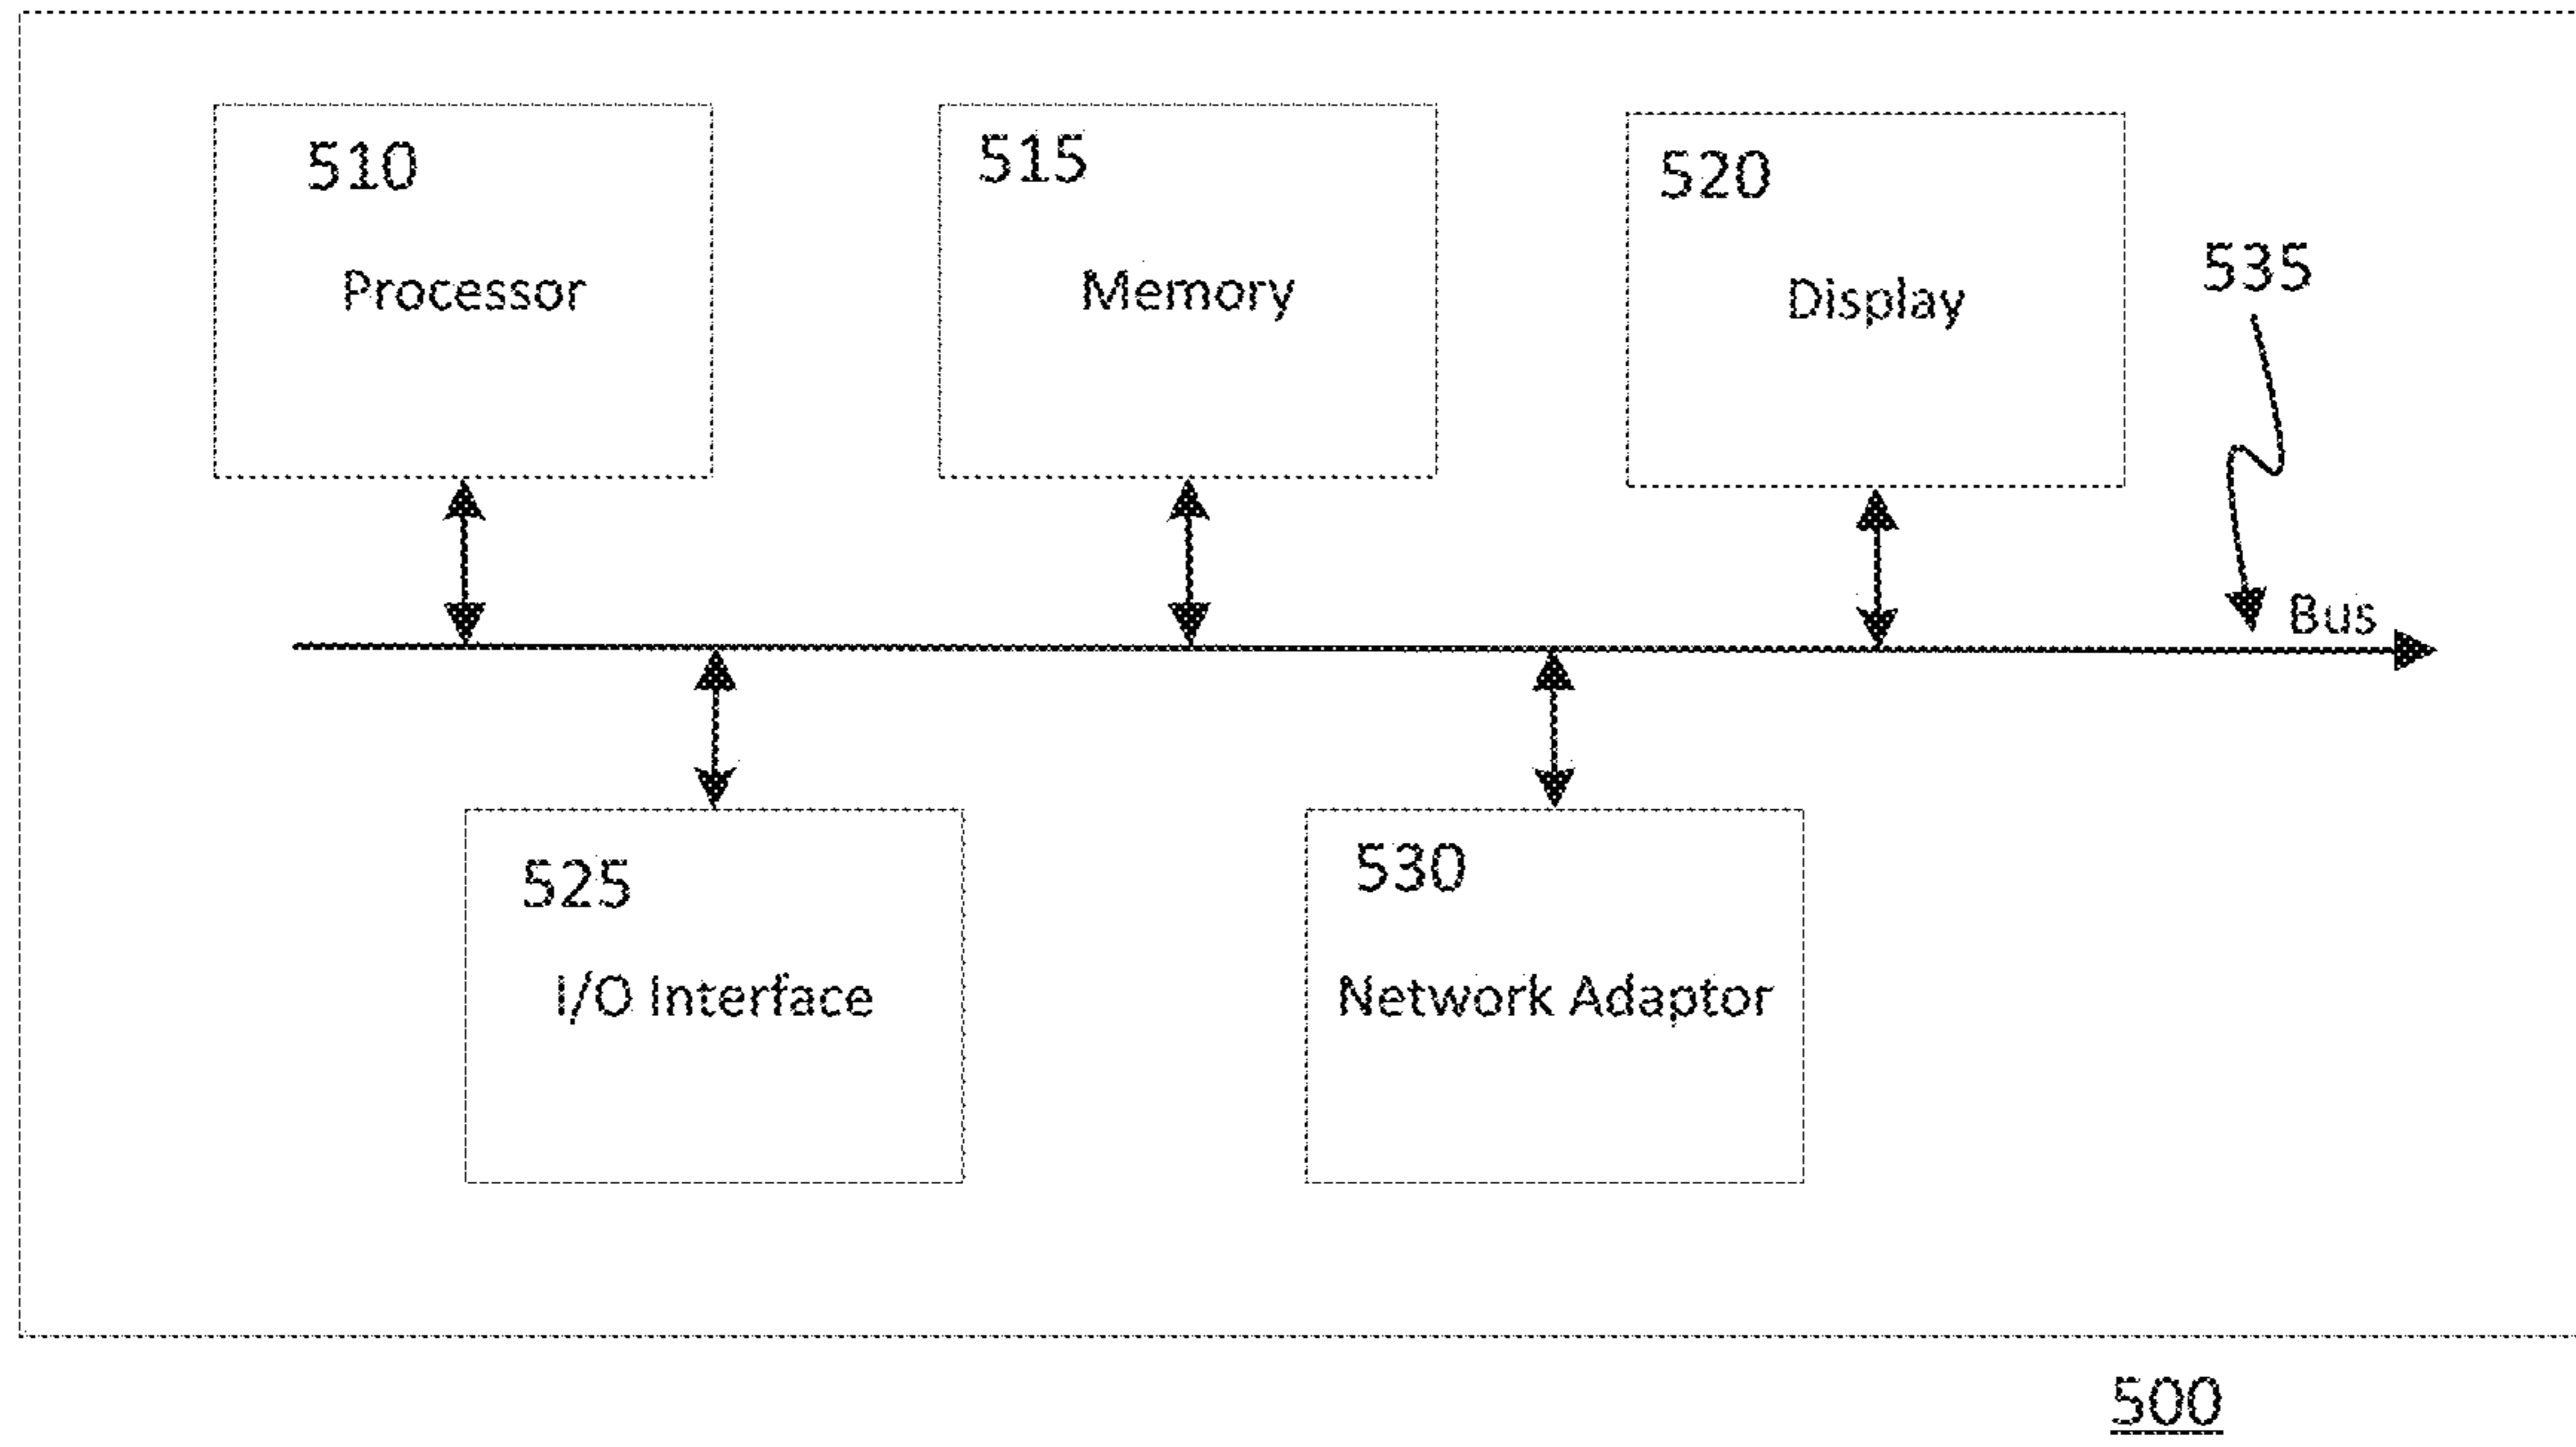 510
Processor
515
Memory
520
Display
535
Bus
525
I/O Interface
530
Network Adaptor
500